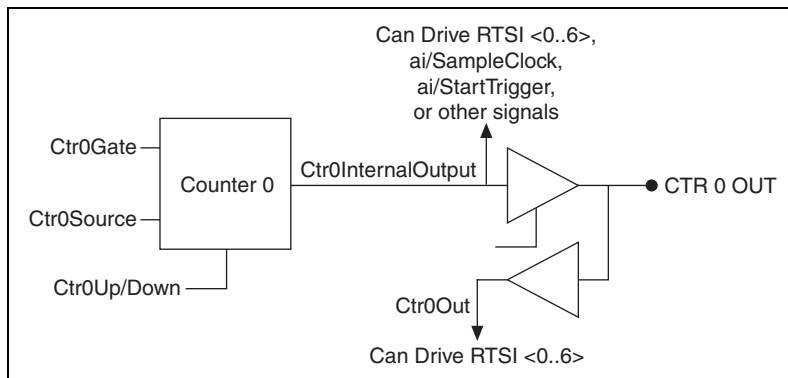 Can Drive RTSI <0..6>,
ai/SampleClock,
ai/StartTrigger,
or other signals
Ctr0Gate
Counter 0
Ctr0InternalOutput
CTR 0 OUT
Ctr0Source
Ctr0Up/Down
Ctr0Out
Can Drive RTSI <0..6>